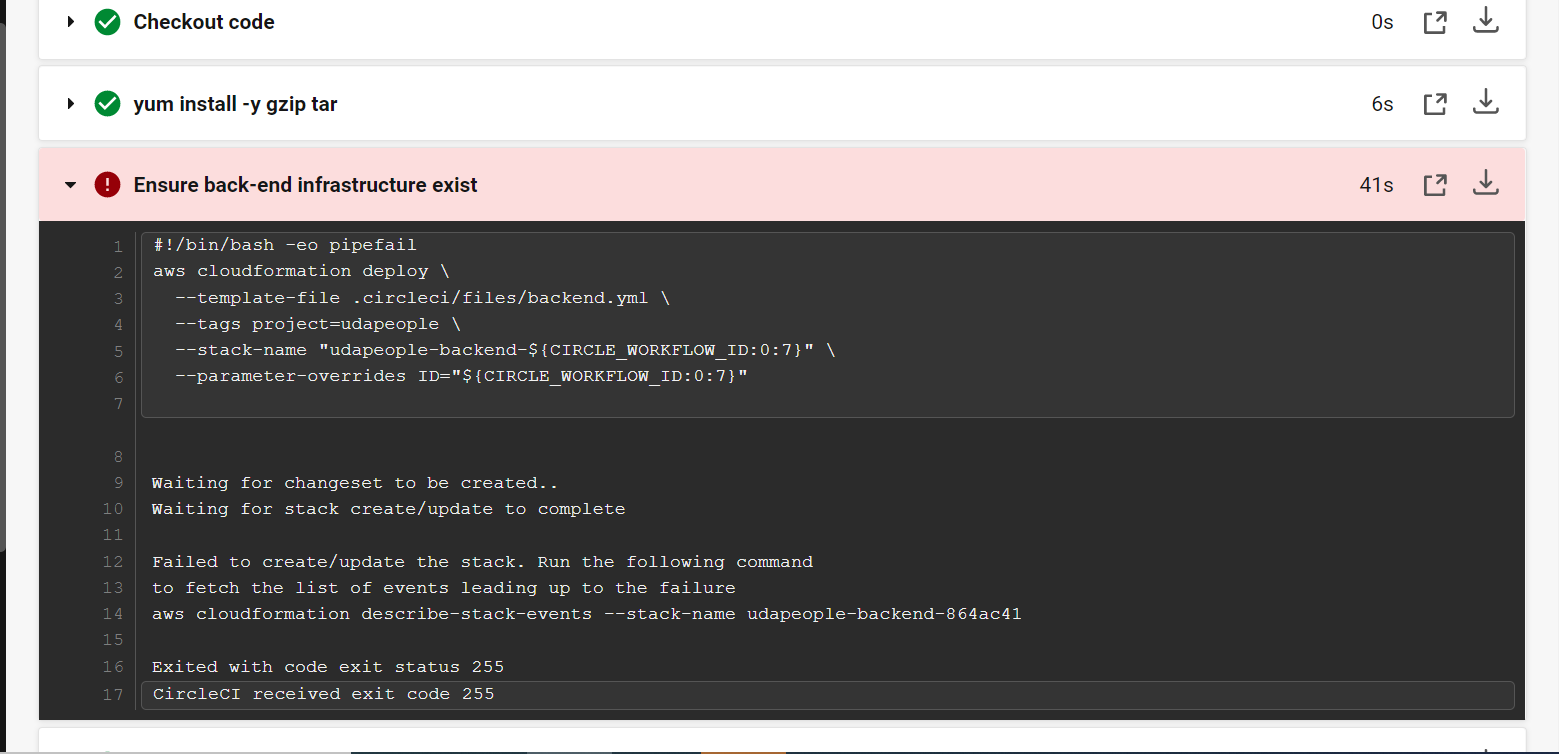 Checkout code 0s
yum install -y gzip tar 6s
! Ensure back-end infrastructure exist 41s
1 #!/bin/bash -eo pipefail
2 aws cloudformation deploy \
3 --template-file .circleci/files/backend.yml \
4 --tags project=udapeople \
5 --stack-name "udapeople-backend-${CIRCLE_WORKFLOW_ID:0:7}" \
6 --parameter-overrides ID="${CIRCLE_WORKFLOW_ID:0:7}"
7
8
9 Waiting for changeset to be created..
10 Waiting for stack create/update to complete
11
12 Failed to create/update the stack. Run the following command
13 to fetch the list of events leading up to the failure
14 aws cloudformation describe-stack-events --stack-name udapeople-backend-864ac41
15
16 Exited with code exit status 255
17 CircleCI received exit code 255